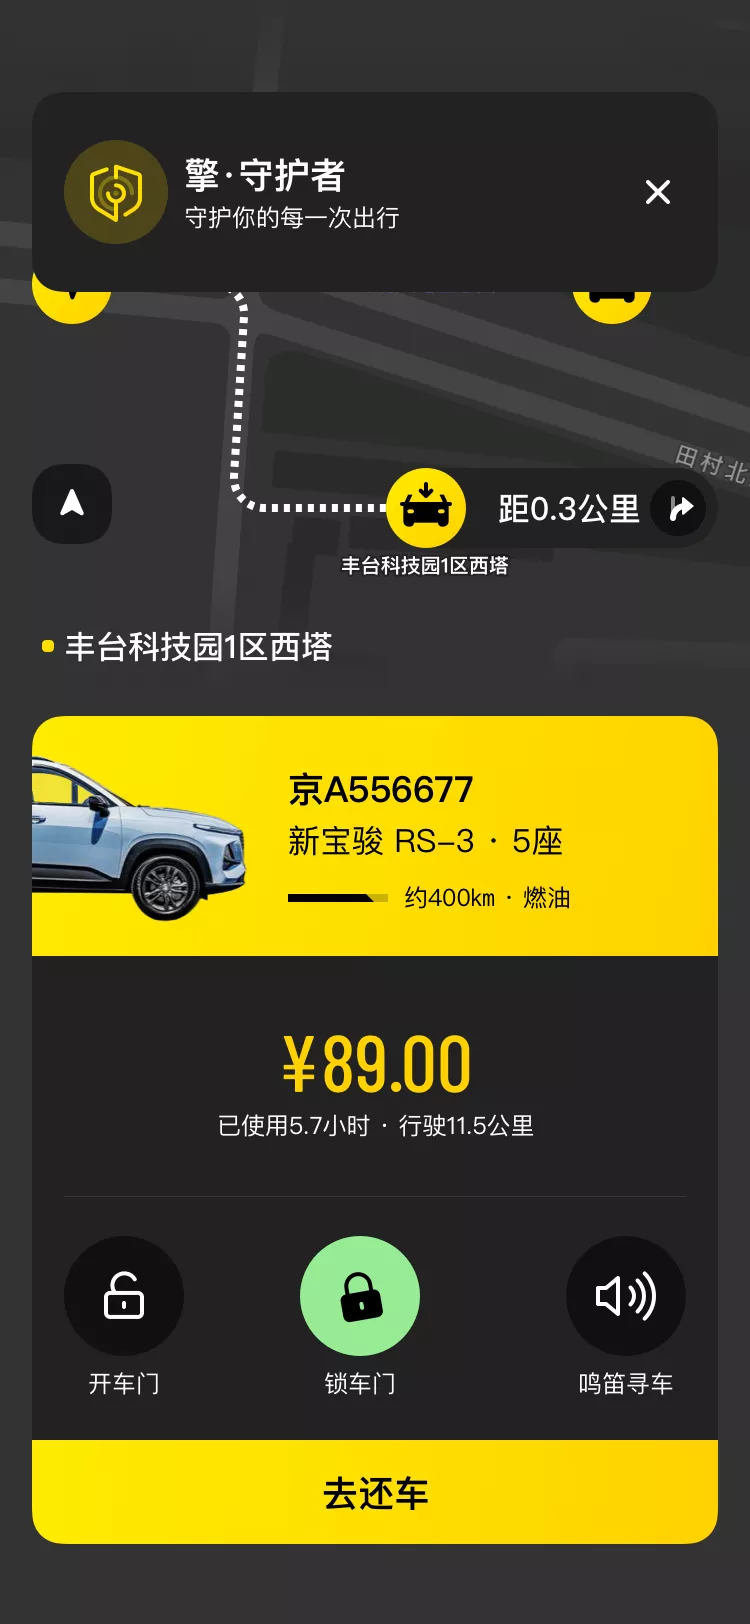 擎·守护者
守护你的每一次出行
田村北
距0.3公里
丰台科技园1区西塔
丰台科技园1区西塔
京A556677
新宝骏 RS-3 · 5座
约400km · 燃油
¥89.00
已使用5.7小时 · 行驶11.5公里
开车门
锁车门
鸣笛寻车
去还车